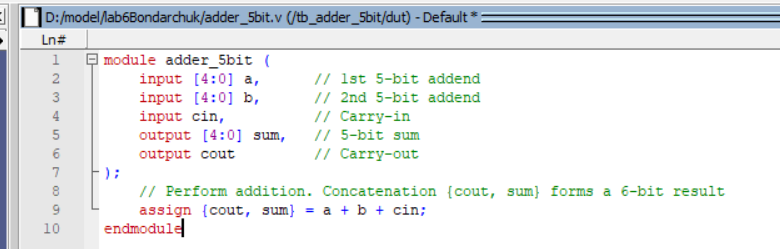 D:/model/lab6Bondarchuk/adder_5bit.v (/tb_adder_5bit/dut) - Default *
Ln#
1 module adder_5bit (
2 input [4:0] a, // 1st 5-bit addend
3 input [4:0] b, // 2nd 5-bit addend
4 input cin, // Carry-in
5 output [4:0] sum, // 5-bit sum
6 output cout // Carry-out
7 );
8 // Perform addition. Concatenation {cout, sum} forms a 6-bit result
9 assign {cout, sum} = a + b + cin;
10 endmodule